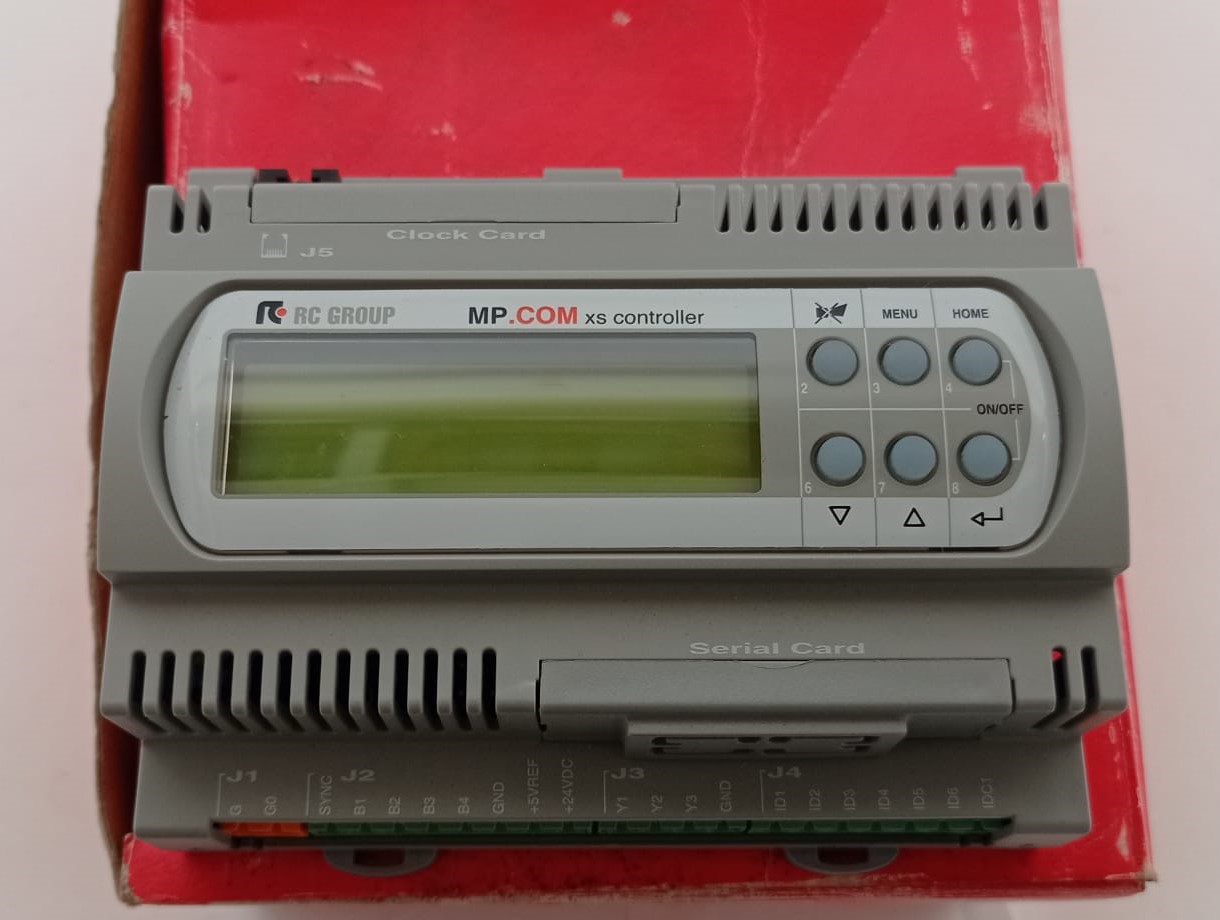 Clock Card
J5
RC GROUP
MP.COM xs controller
MENU
HOME
2
3
4
ON/OFF
6
7
8
Serial Card
J1
J2
J3
J4
G
G0
SYNC
B1
B2
B3
B4
GND
+5VREF
+24VDC
Y1
Y2
Y3
GND
ID1
ID2
ID3
ID4
ID5
ID6
IDC1